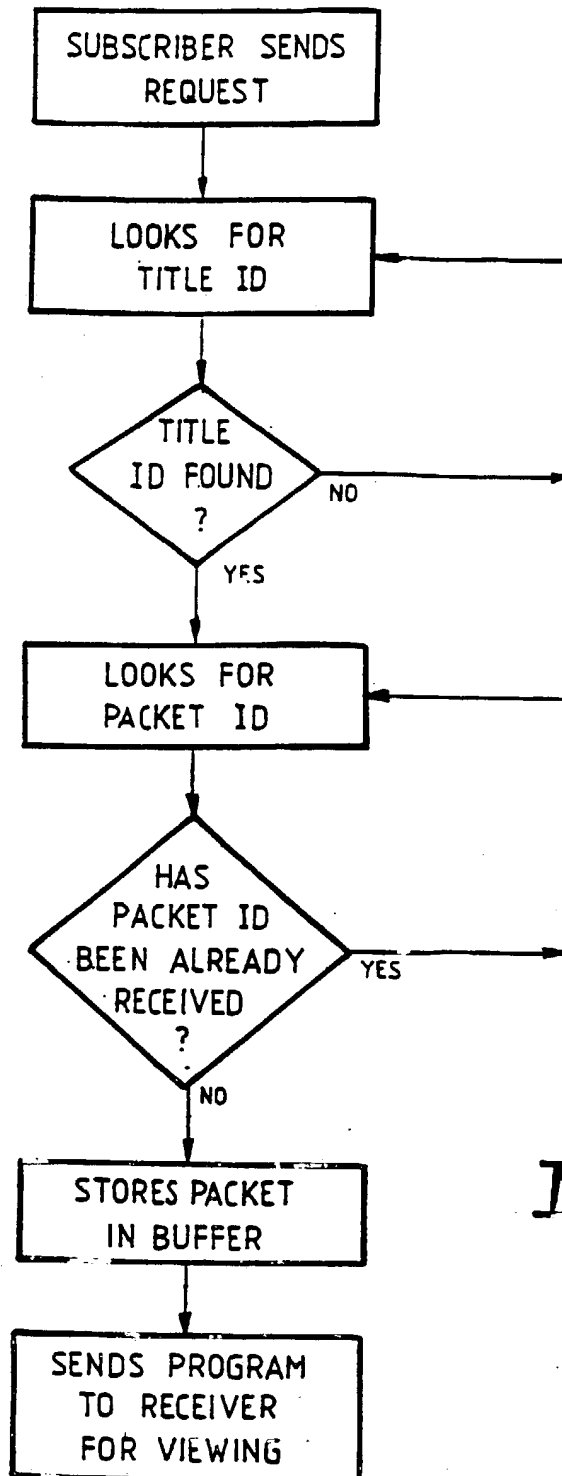 SUBSCRIBER SENDS
REQUEST
LOOKS FOR
TITLE ID
TITLE
ID FOUND
?
NO
YES
LOOKS FOR
PACKET ID
HAS
PACKET ID
BEEN ALREADY
RECEIVED
?
YES
NO
STORES PACKET
IN BUFFER
SENDS PROGRAM
TO RECEIVER
FOR VIEWING